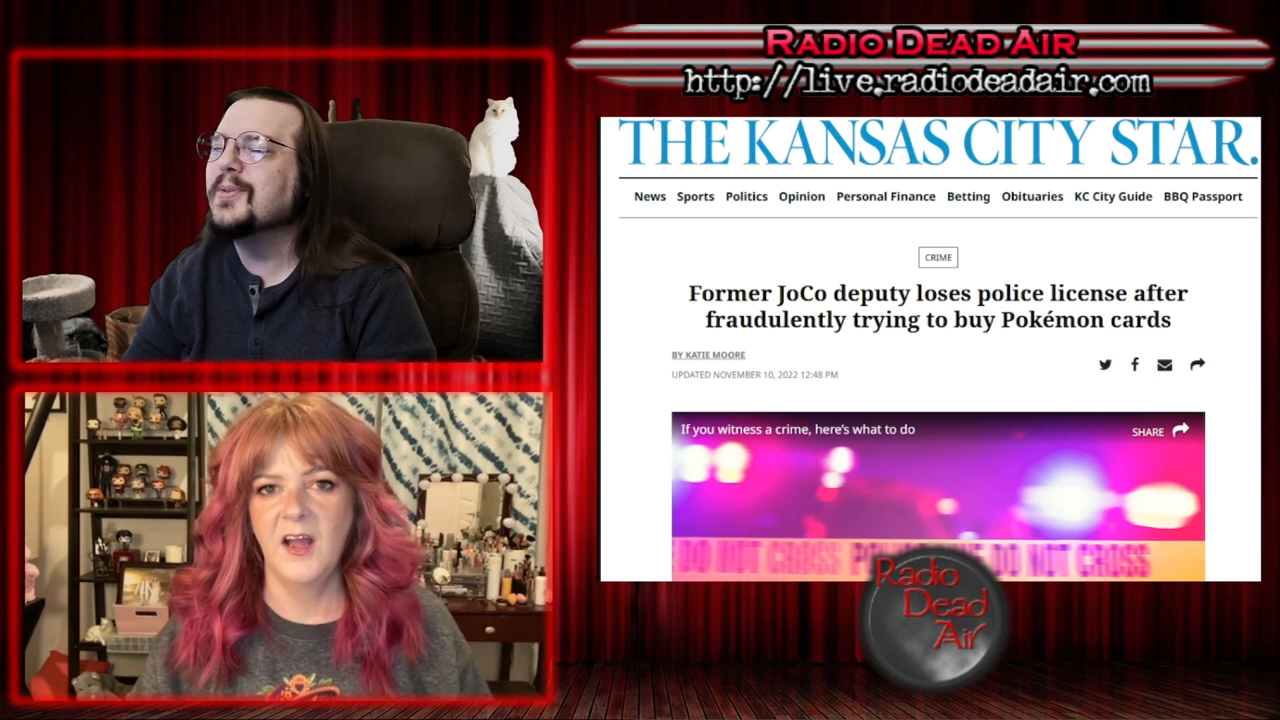 RADIO DEAD AIR
http://live.radiodeadair.com
THE KANSAS CITY STAR.
News Sports Politics Opinion Personal Finance Betting Obituaries KC City Guide BBQ Passport
CRIME
Former JoCo deputy loses police license after
fraudulently trying to buy Pokémon cards
BY KATIE MOORE
UPDATED NOVEMBER 10, 2022 12:48 PM
If you witness a crime, here's what to do
SHARE
DO NOT CROSS DO NOT CROSS
Radio
Dead
Air